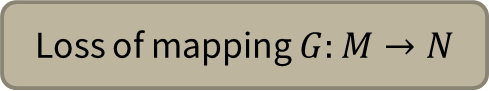 Loss of mapping G: M → N